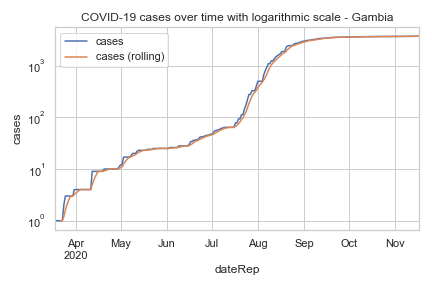 COVID-19 cases over time with logarithmic scale - Gambia
cases
cases (rolling)
cases
10³
10²
10¹
10⁰
Apr May Jun Jul Aug Sep Oct Nov
2020
dateRep